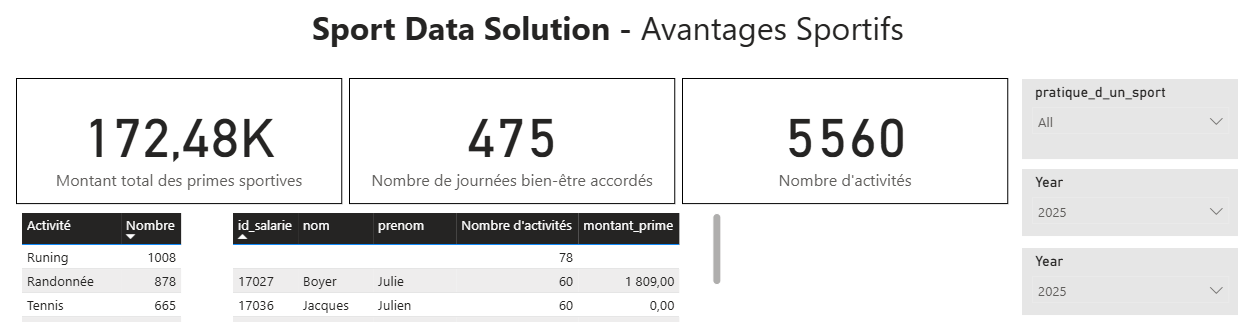 Sport Data Solution - Avantages Sportifs
172,48K
Montant total des primes sportives
475
Nombre de journées bien-être accordés
5560
Nombre d'activités
pratique_d_un_sport
All
Year
2025
Year
2025
Activité Nombre
Runing 1008
Randonnée 878
Tennis 665
id_salarie nom prenom Nombre d'activités montant_prime
78
17027 Boyer Julie 60 1 809,00
17036 Jacques Julien 60 0,00